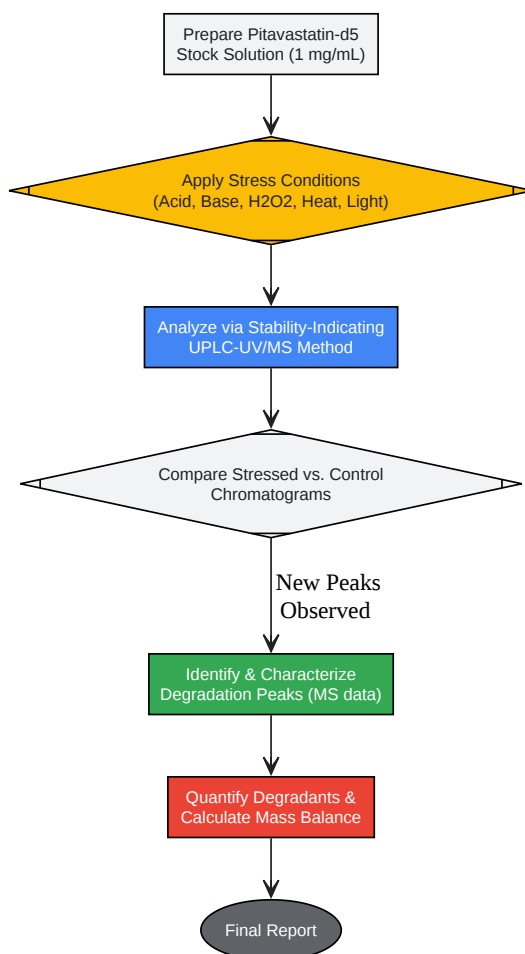 Prepare Pitavastatin-d5
Stock Solution (1 mg/mL)
Apply Stress Conditions
(Acid, Base, H2O2, Heat, Light)
Analyze via Stability-Indicating
UPLC-UV/MS Method
Compare Stressed vs. Control
Chromatograms
New Peaks
Observed
Identify & Characterize
Degradation Peaks (MS data)
Quantify Degradants &
Calculate Mass Balance
Final Report